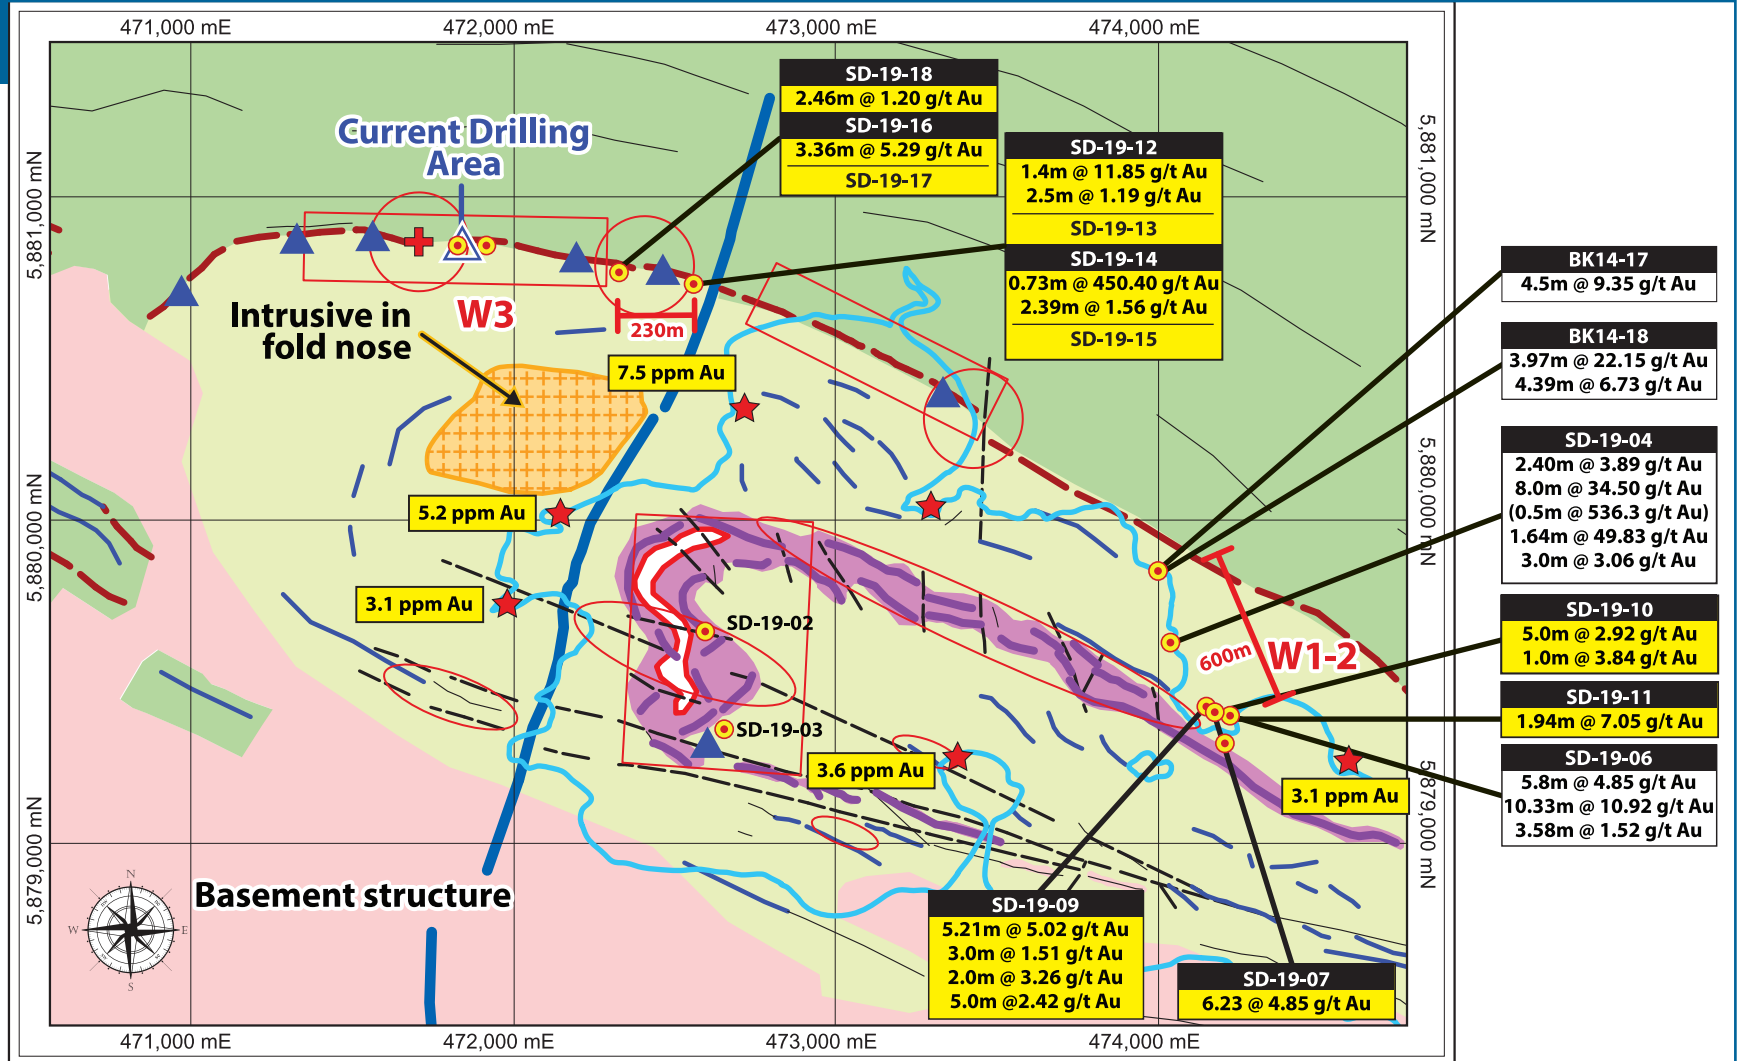 471,000 mE
472,000 mE
473,000 mE
474,000 mE
5,881,000 mN
5,880,000 mN
5,879,000 mN
5,881,000 mN
5,880,000 mN
5,879,000 mN
Current Drilling
Area
SD-19-18
2.46m @ 1.20 g/t Au
SD-19-16
3.36m @ 5.29 g/t Au
SD-19-17
SD-19-12
1.4m @ 11.85 g/t Au
2.5m @ 1.19 g/t Au
SD-19-13
SD-19-14
0.73m @ 450.40 g/t Au
2.39m @ 1.56 g/t Au
SD-19-15
BK14-17
4.5m @ 9.35 g/t Au
BK14-18
3.97m @ 22.15 g/t Au
4.39m @ 6.73 g/t Au
SD-19-04
2.40m @ 3.89 g/t Au
8.0m @ 34.50 g/t Au
(0.5m @ 536.3 g/t Au)
1.64m @ 49.83 g/t Au
3.0m @ 3.06 g/t Au
SD-19-10
5.0m @ 2.92 g/t Au
1.0m @ 3.84 g/t Au
SD-19-11
1.94m @ 7.05 g/t Au
SD-19-06
5.8m @ 4.85 g/t Au
10.33m @ 10.92 g/t Au
3.58m @ 1.52 g/t Au
Intrusive in
fold nose
W3
230m
7.5 ppm Au
5.2 ppm Au
3.1 ppm Au
SD-19-02
SD-19-03
3.6 ppm Au
600m
W1-2
3.1 ppm Au
Basement structure
N
W
E
S
SD-19-09
5.21m @ 5.02 g/t Au
3.0m @ 1.51 g/t Au
2.0m @ 3.26 g/t Au
5.0m @2.42 g/t Au
SD-19-07
6.23 @ 4.85 g/t Au
471,000 mE
472,000 mE
473,000 mE
474,000 mE